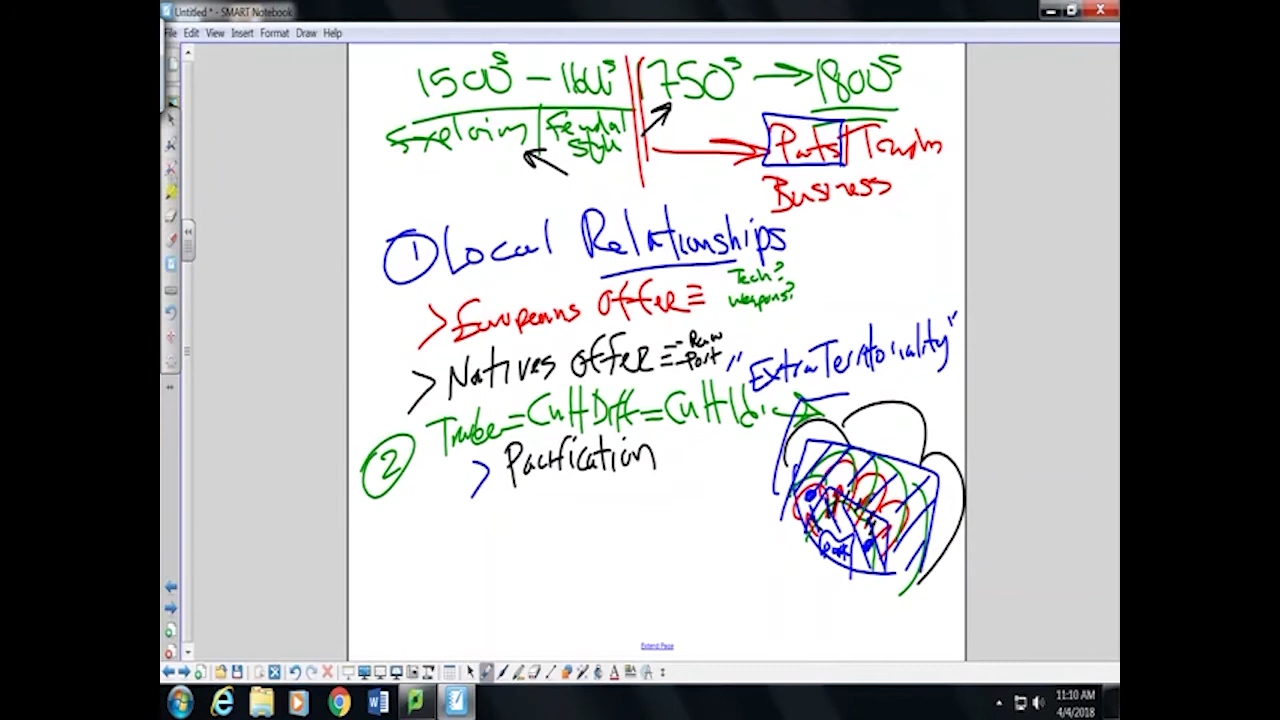 Untitled * - SMART Notebook
File Edit View Insert Format Draw Help
1500s - 1600s 1750s → 1800s
Exploring Feudal style
Ports / Trade
Business
① Local Relationships
Tech?
Weapons?
> Europeans offer ≡
> Natives offer ≡ - Raw
- Port
"ExtraTerritoriality"
② Trade = Cult Diff = Cult
> Pacification
Port
Extend Page
11:10 AM
4/4/2018